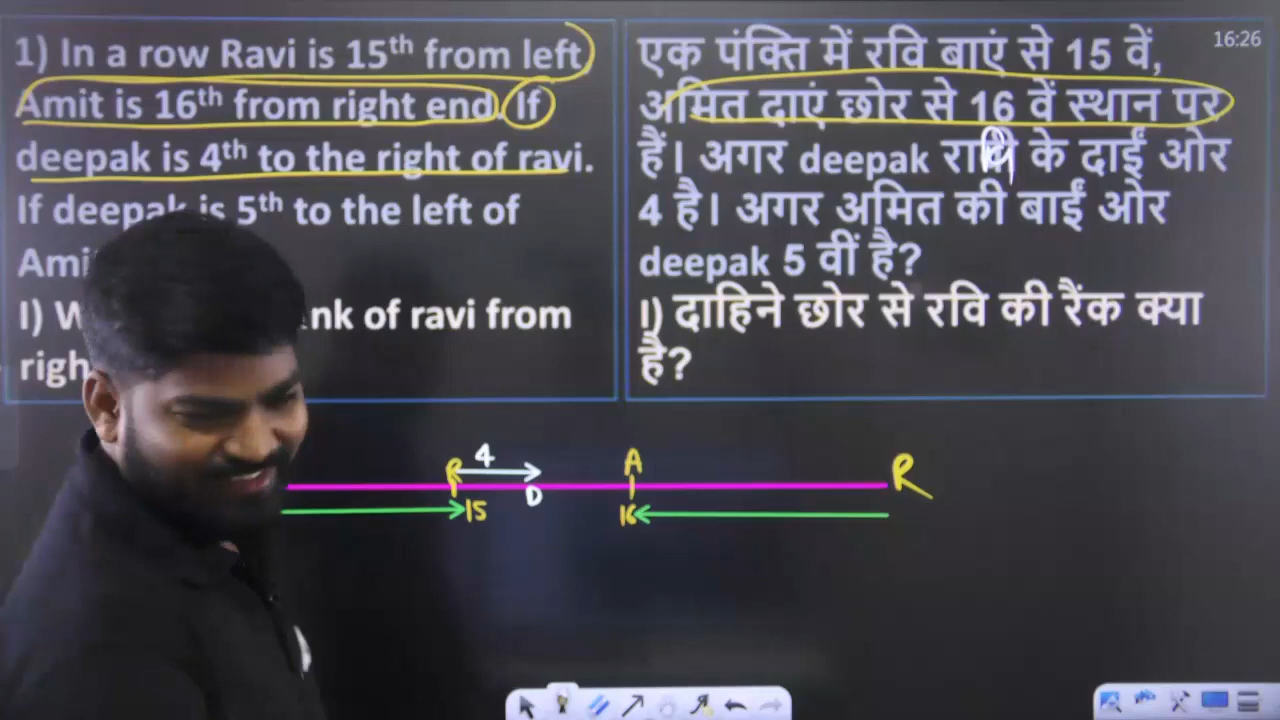 1) In a row Ravi is 15th from left
Amit is 16th from right end. If
deepak is 4th to the right of ravi.
If deepak is 5th to the left of
Ami
I) W nk of ravi from
righ
एक पंक्ति में रवि बाएं से 15 वें,
अमित दाएं छोर से 16 वें स्थान पर
हैं। अगर deepak के दाईं ओर
4 है। अगर अमित की बाईं ओर
deepak 5 वीं है?
I) दाहिने छोर से रवि की रैंक क्या
है?
16:26
R 4 A R
15 D 16